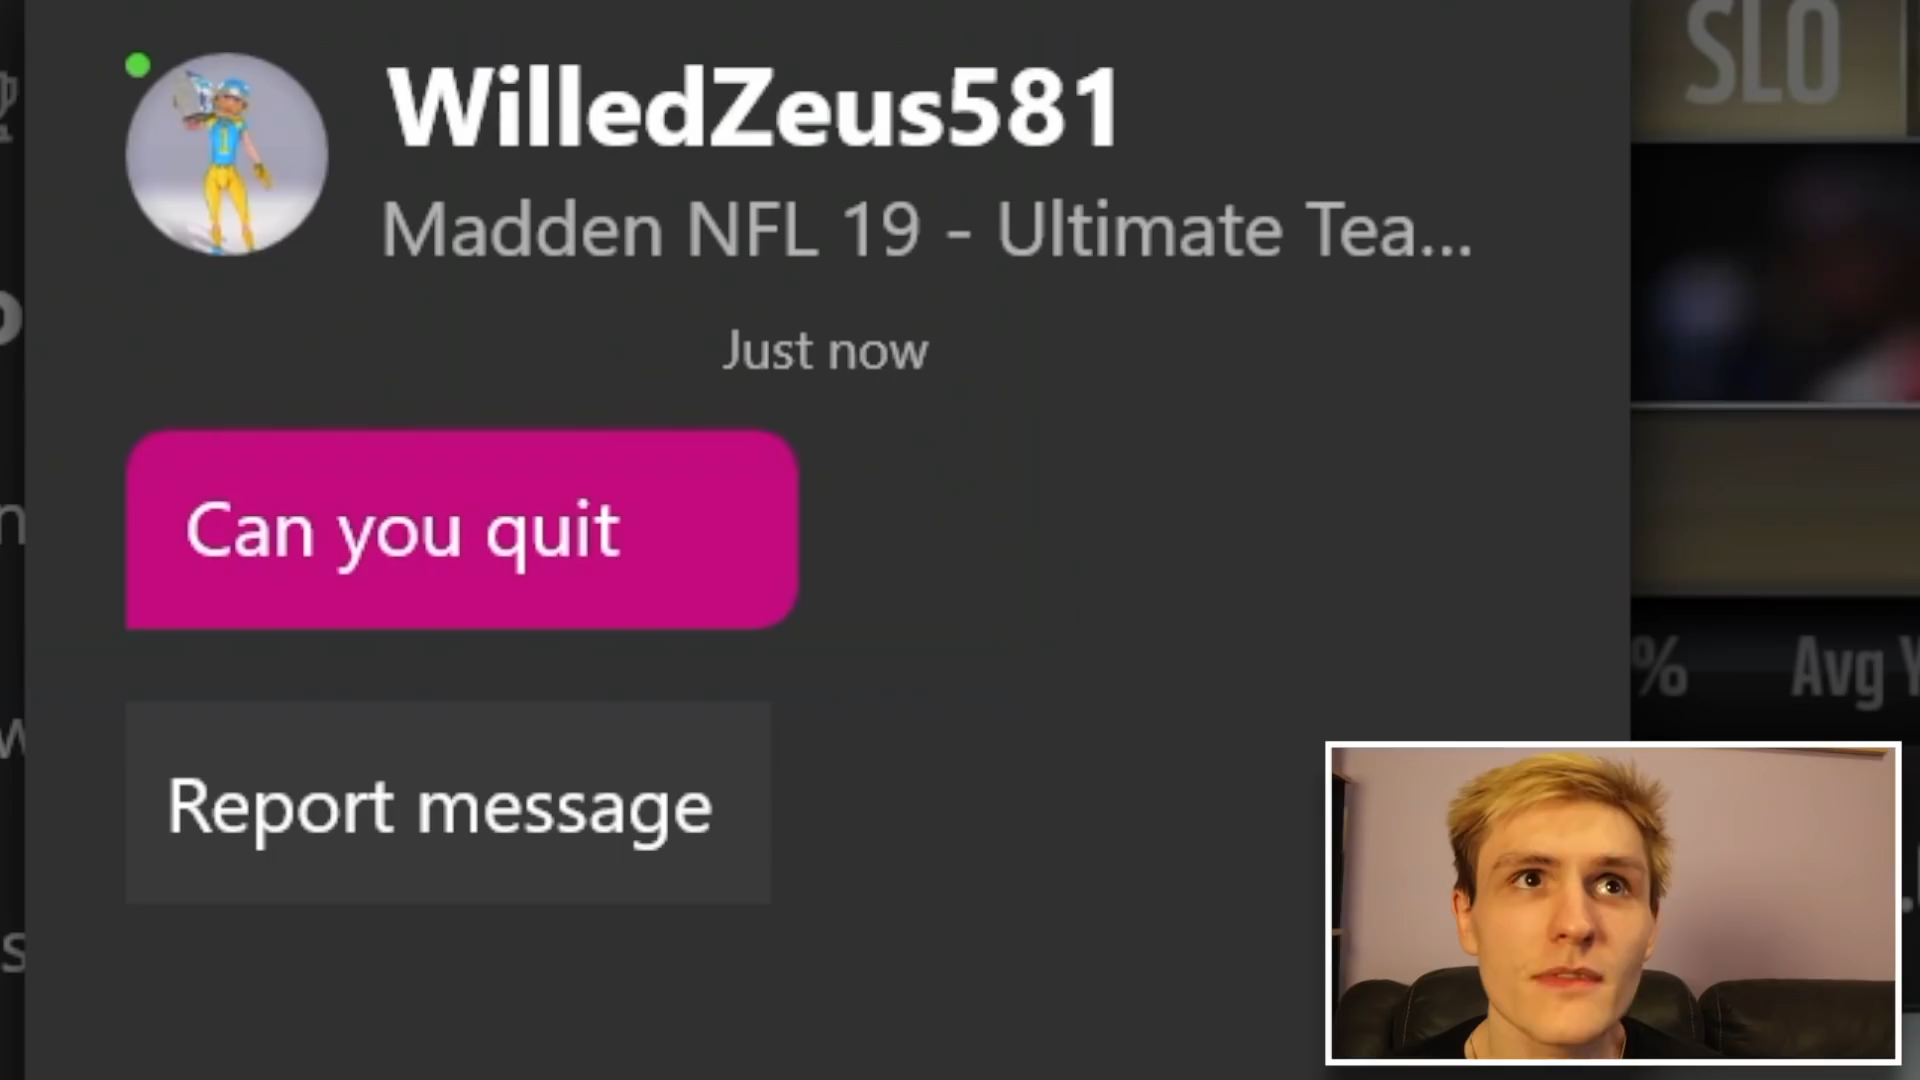 WilledZeus581
Madden NFL 19 - Ultimate Tea...
Just now
Can you quit
Report message
SLO
%
Avg